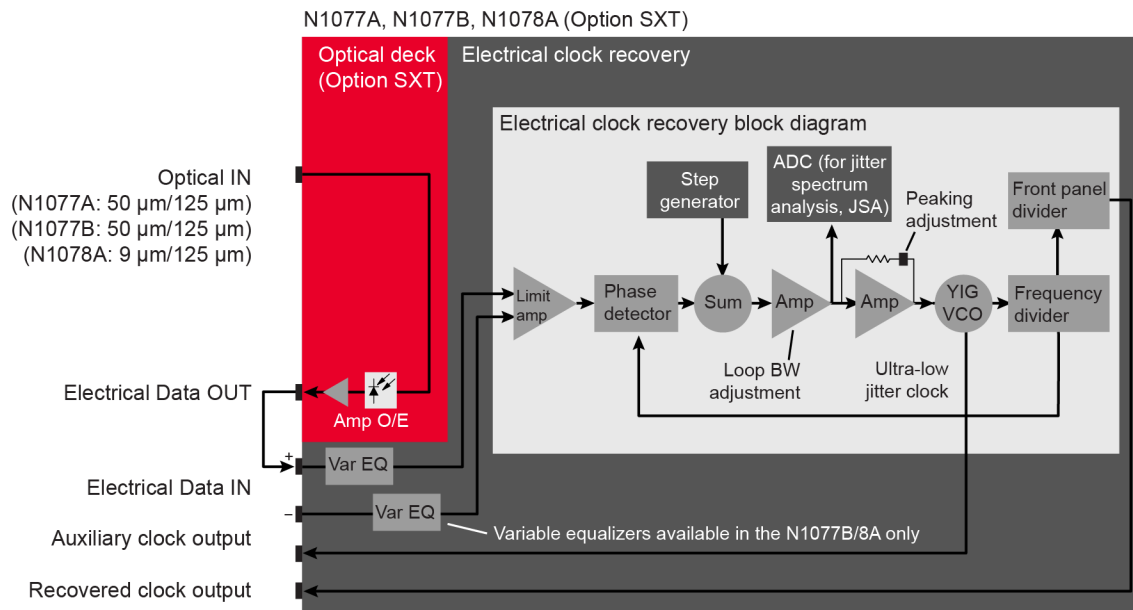 N1077A, N1077B, N1078A (Option SXT)
Optical deck
(Option SXT)
Electrical clock recovery
Electrical clock recovery block diagram
Optical IN
(N1077A: 50 µm/125 µm)
(N1077B: 50 µm/125 µm)
(N1078A: 9 µm/125 µm)
Step
generator
ADC (for jitter
spectrum
analysis, JSA)
Peaking
adjustment
Front panel
divider
Limit
amp
Phase
detector
Sum
Amp
Amp
YIG
VCO
Frequency
divider
Loop BW
adjustment
Ultra-low
jitter clock
Electrical Data OUT
Amp O/E
+
Var EQ
Electrical Data IN
–
Var EQ
Variable equalizers available in the N1077B/8A only
Auxiliary clock output
Recovered clock output